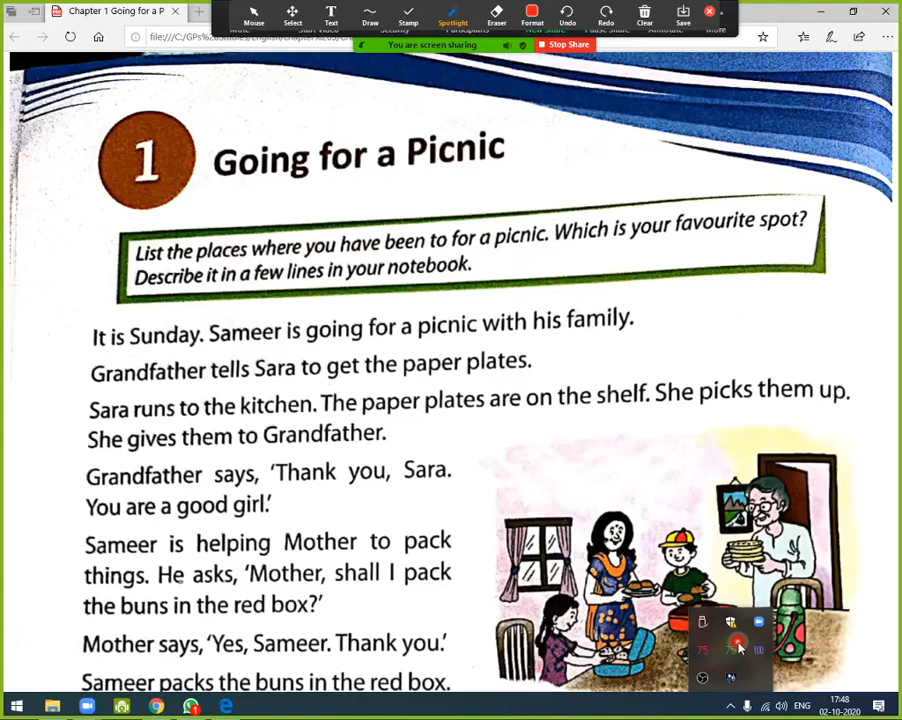 Chapter 1 Going for a P
Mouse
Select
Text
Draw
Stamp
Spotlight
Eraser
Format
Undo
Redo
Clear
Save
You are screen sharing
Stop Share
1
Going for a Picnic
List the places where you have been to for a picnic. Which is your favourite spot?
Describe it in a few lines in your notebook.
It is Sunday. Sameer is going for a picnic with his family.
Grandfather tells Sara to get the paper plates.
Sara runs to the kitchen. The paper plates are on the shelf. She picks them up.
She gives them to Grandfather.
Grandfather says, ‘Thank you, Sara.
You are a good girl.’
Sameer is helping Mother to pack
things. He asks, ‘Mother, shall I pack
the buns in the red box?’
Mother says, ‘Yes, Sameer. Thank you.’
Sameer packs the buns in the red box.
75
100
ENG
17:48
02-10-2020